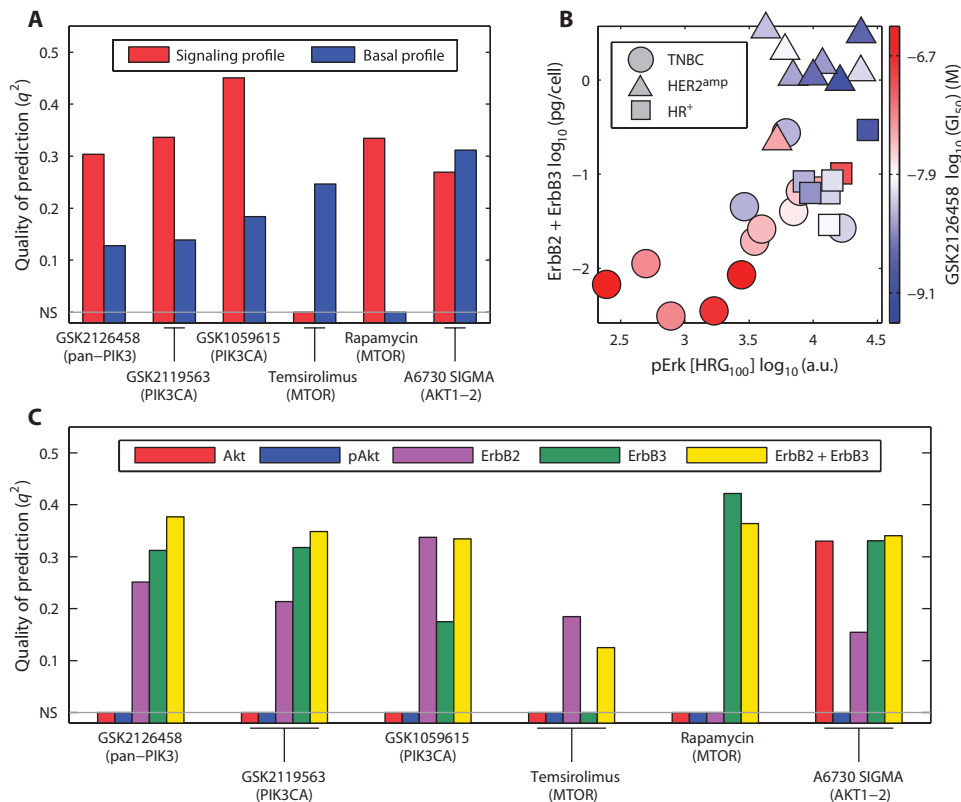 A
Quality of prediction (q²)
0.5
0.4
0.3
0.2
0.1
NS
Signaling profile
Basal profile
GSK2126458
(pan−PIK3)
GSK2119563
(PIK3CA)
GSK1059615
(PIK3CA)
Temsirolimus
(MTOR)
Rapamycin
(MTOR)
A6730 SIGMA
(AKT1−2)
B
ErbB2 + ErbB3 log₁₀ (pg/cell)
0
−1
−2
TNBC
HER2ᵃᵐᵖ
HR⁺
2.5
3
3.5
4
4.5
pErk [HRG₁₀₀] log₁₀ (a.u.)
−6.7
−7.9
−9.1
GSK2126458 log₁₀ (GI₅₀) (M)
C
Quality of prediction (q²)
0.5
0.4
0.3
0.2
0.1
NS
Akt
pAkt
ErbB2
ErbB3
ErbB2 + ErbB3
GSK2126458
(pan−PIK3)
GSK2119563
(PIK3CA)
GSK1059615
(PIK3CA)
Temsirolimus
(MTOR)
Rapamycin
(MTOR)
A6730 SIGMA
(AKT1−2)